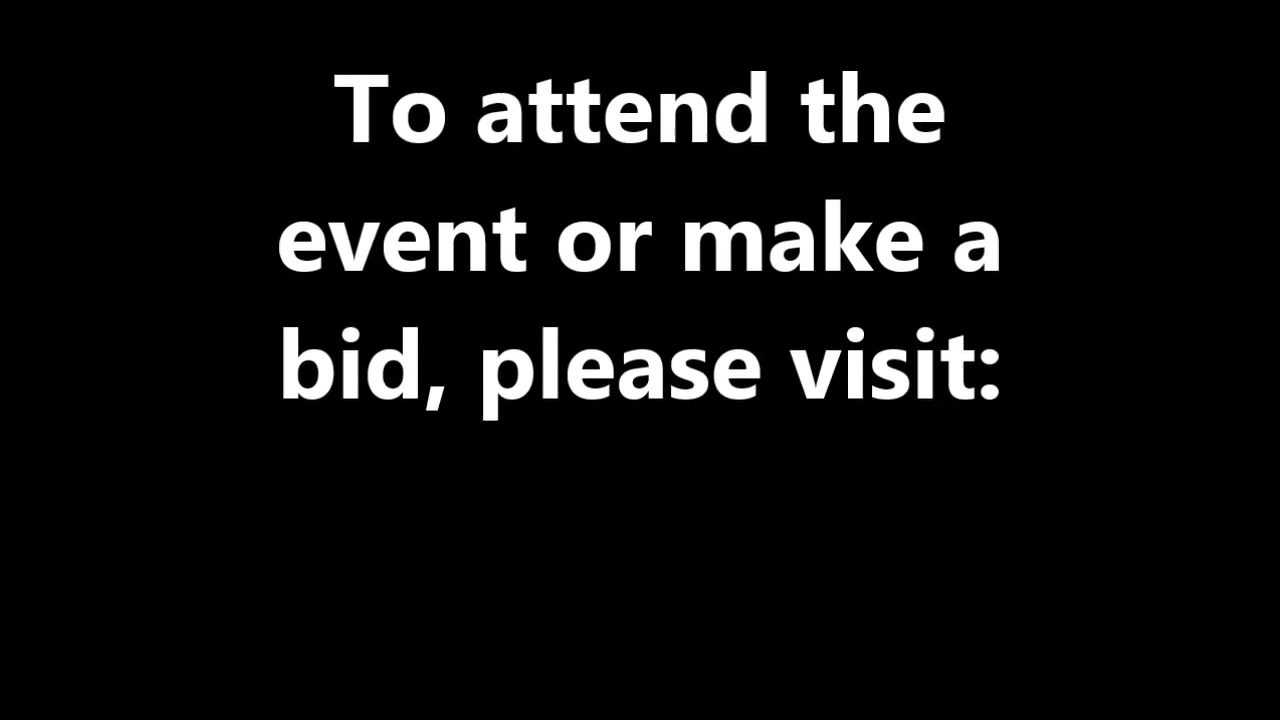 To attend the
event or make a
bid, please visit: